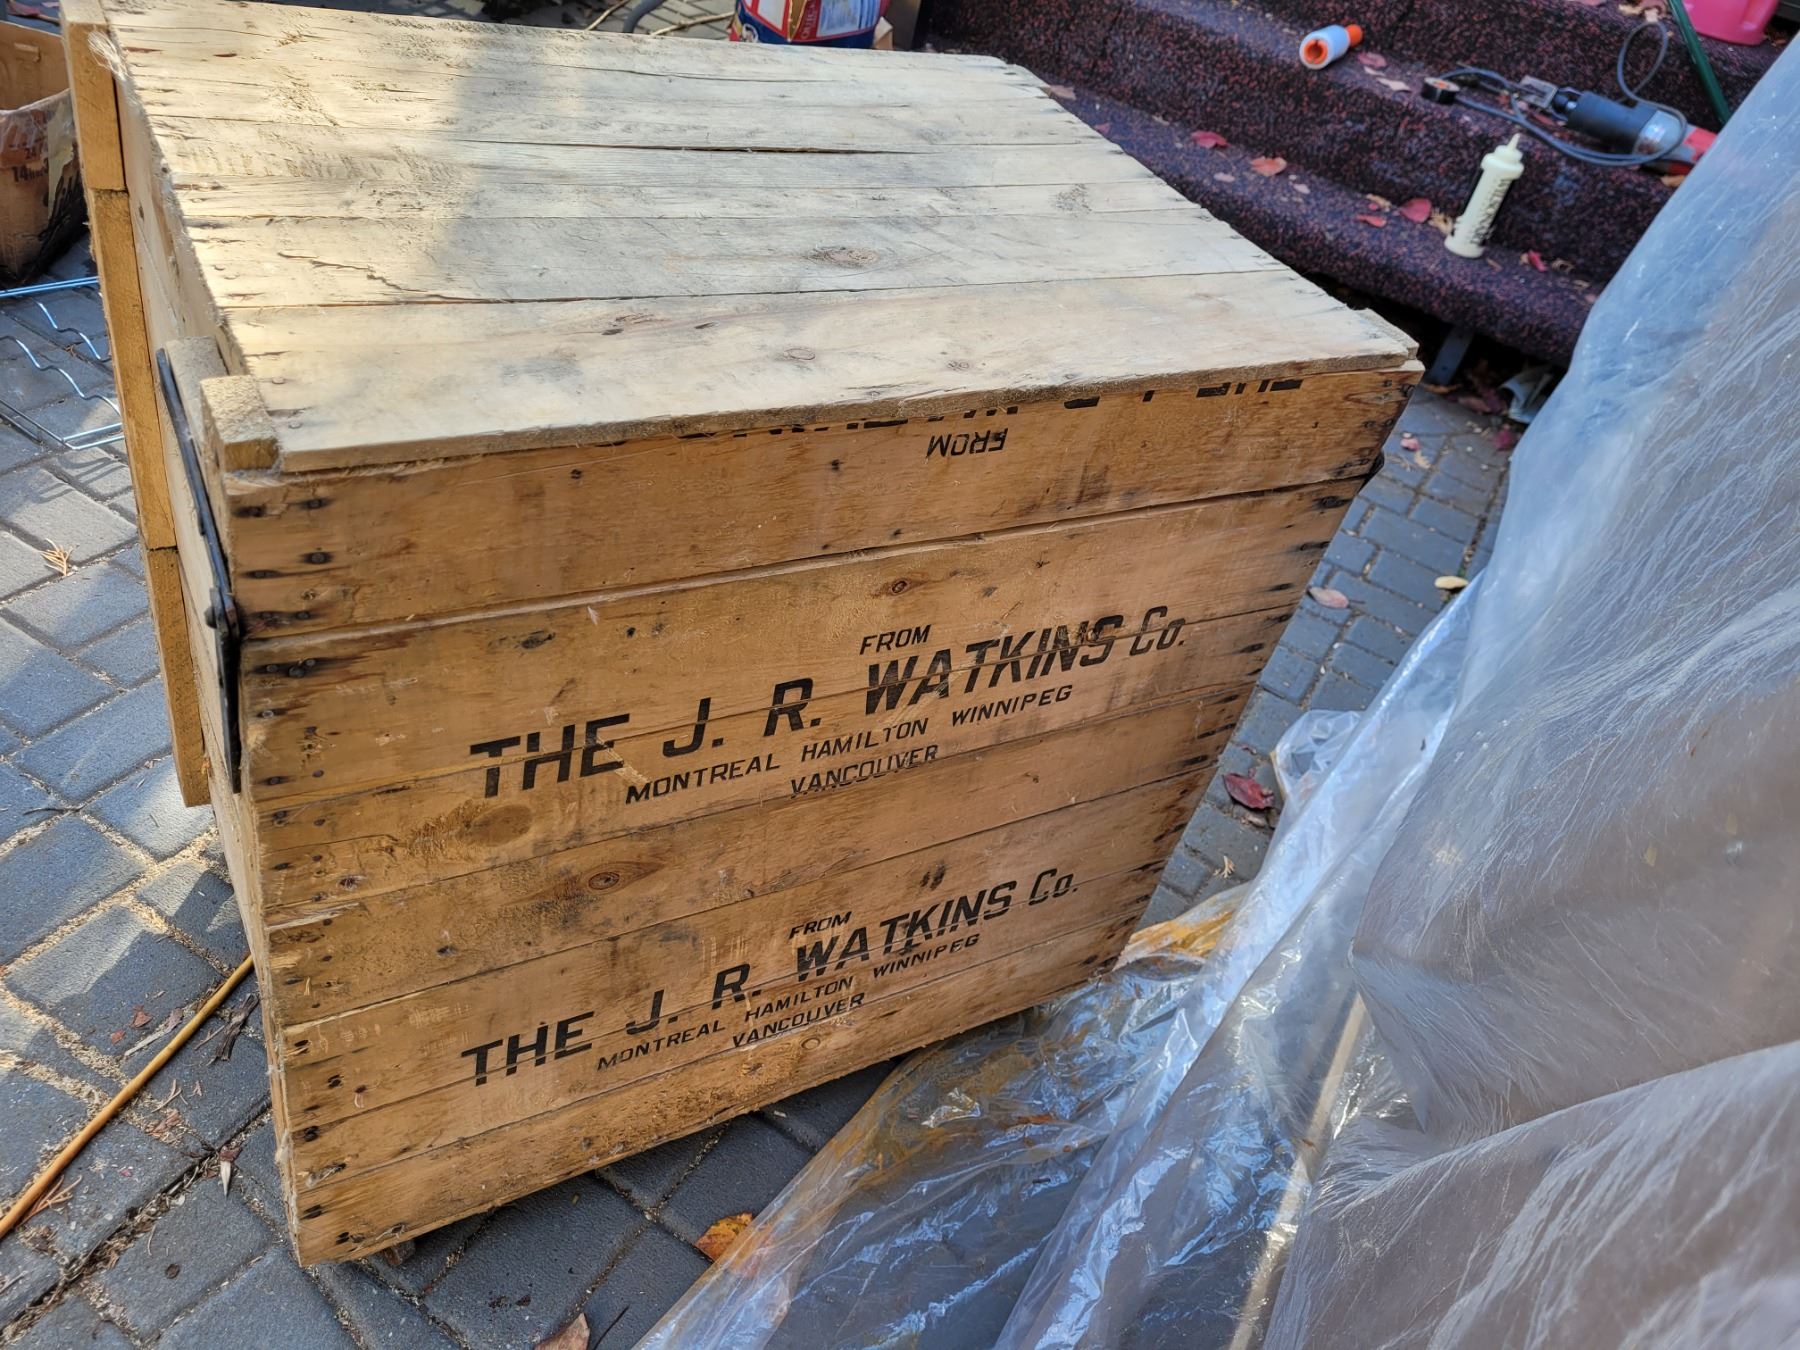 FROM
FROM
THE J. R. WATKINS Co.
MONTREAL HAMILTON WINNIPEG
VANCOUVER
FROM
THE J. R. WATKINS Co.
MONTREAL HAMILTON WINNIPEG
VANCOUVER